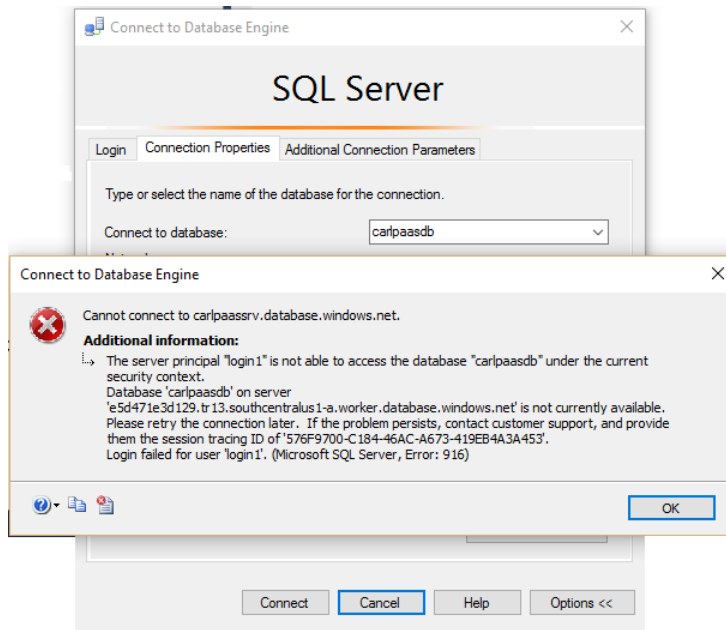 Connect to Database Engine
SQL Server
Login
Connection Properties
Additional Connection Parameters
Type or select the name of the database for the connection.
Connect to database:
carlpaasdb
Connect to Database Engine
Cannot connect to carlpaassrv.database.windows.net.
Additional information:
The server principal "login1" is not able to access the database "carlpaasdb" under the current
security context.
Database 'carlpaasdb' on server
'e5d471e3d129.tr13.southcentralus1-a.worker.database.windows.net' is not currently available.
Please retry the connection later. If the problem persists, contact customer support, and provide
them the session tracing ID of '576F9700-C184-46AC-A673-419EB4A3A453'.
Login failed for user 'login1'. (Microsoft SQL Server, Error: 916)
OK
Connect
Cancel
Help
Options <<